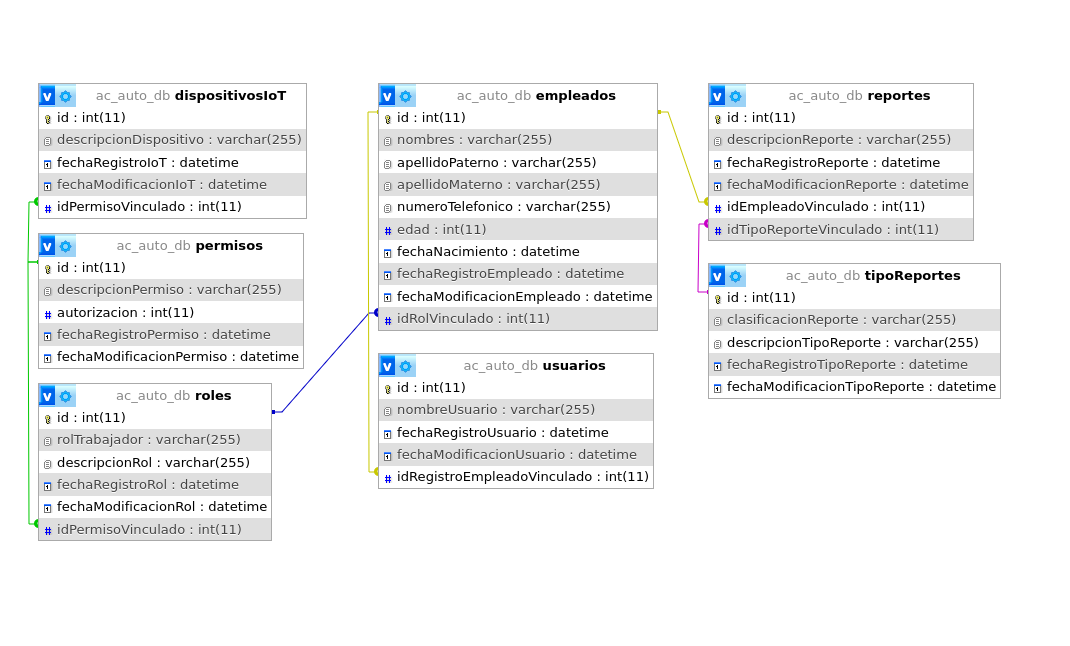 ac_auto_db dispositivosIoT
id : int(11)
descripcionDispositivo : varchar(255)
fechaRegistroIoT : datetime
fechaModificacionIoT : datetime
idPermisoVinculado : int(11)
ac_auto_db permisos
id : int(11)
descripcionPermiso : varchar(255)
autorizacion : int(11)
fechaRegistroPermiso : datetime
fechaModificacionPermiso : datetime
ac_auto_db roles
id : int(11)
rolTrabajador : varchar(255)
descripcionRol : varchar(255)
fechaRegistroRol : datetime
fechaModificacionRol : datetime
idPermisoVinculado : int(11)
ac_auto_db empleados
id : int(11)
nombres : varchar(255)
apellidoPaterno : varchar(255)
apellidoMaterno : varchar(255)
numeroTelefonico : varchar(255)
edad : int(11)
fechaNacimiento : datetime
fechaRegistroEmpleado : datetime
fechaModificacionEmpleado : datetime
idRolVinculado : int(11)
ac_auto_db usuarios
id : int(11)
nombreUsuario : varchar(255)
fechaRegistroUsuario : datetime
fechaModificacionUsuario : datetime
idRegistroEmpleadoVinculado : int(11)
ac_auto_db reportes
id : int(11)
descripcionReporte : varchar(255)
fechaRegistroReporte : datetime
fechaModificacionReporte : datetime
idEmpleadoVinculado : int(11)
idTipoReporteVinculado : int(11)
ac_auto_db tipoReportes
id : int(11)
clasificacionReporte : varchar(255)
descripcionTipoReporte : varchar(255)
fechaRegistroTipoReporte : datetime
fechaModificacionTipoReporte : datetime